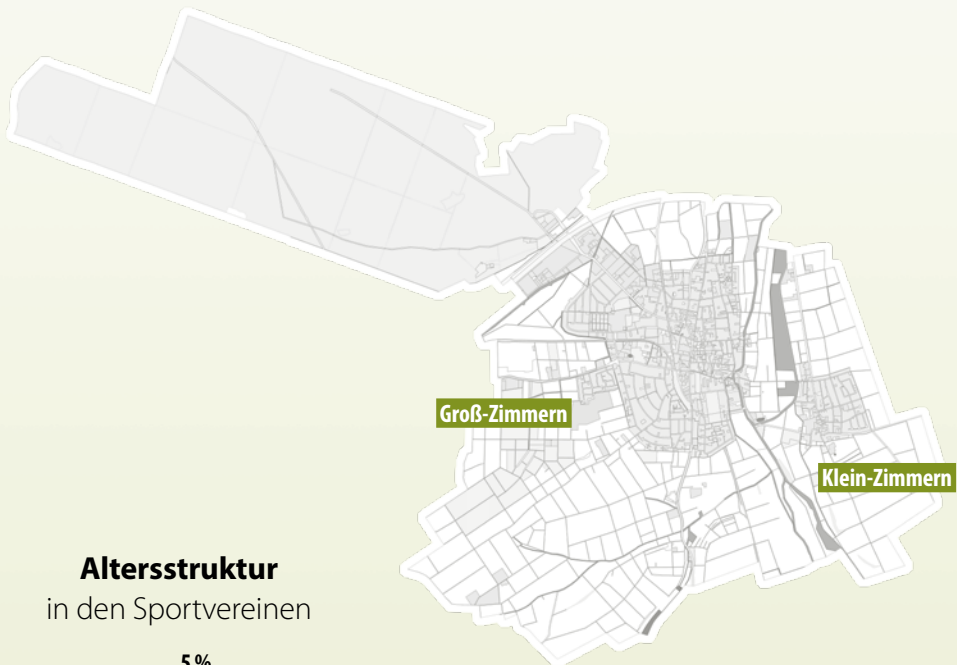 Groß-Zimmern
Klein-Zimmern
Altersstruktur
in den Sportvereinen
5 %